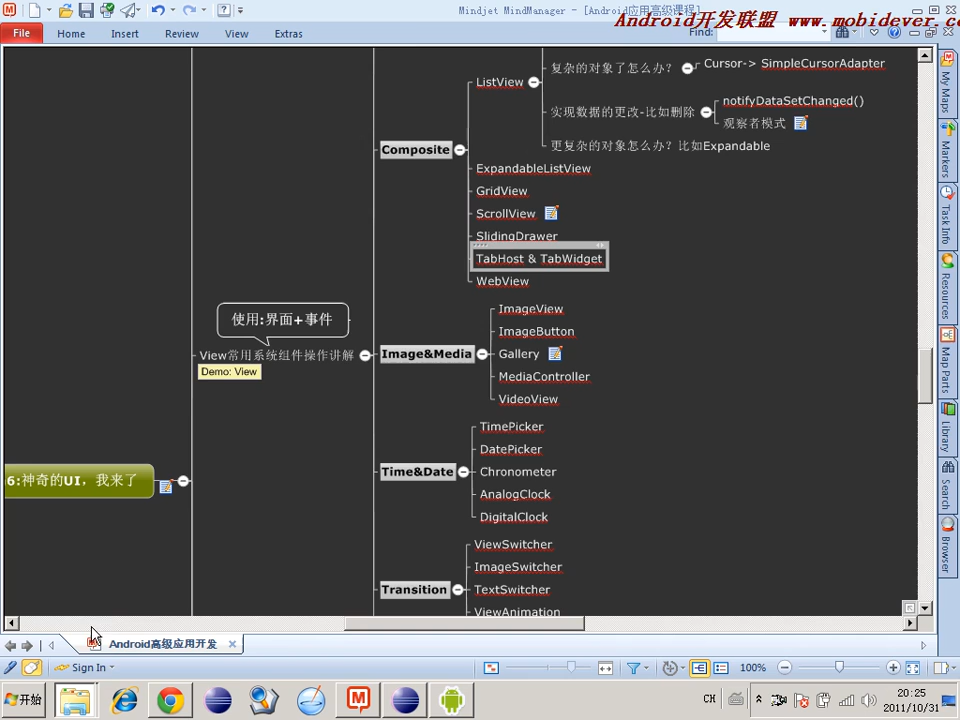 Mindjet MindManager - [Android应用高级课程]
Android开发联盟 www.mobidever.co
File Home Insert Review View Extras Find:
复杂的对象了怎么办? Cursor-> SimpleCursorAdapter
ListView
notifyDataSetChanged()
实现数据的更改-比如删除
观察者模式
更复杂的对象怎么办?比如Expandable
Composite
ExpandableListView
GridView
ScrollView
SlidingDrawer
TabHost & TabWidget
WebView
使用:界面+事件
View常用系统组件操作讲解
Demo: View
Image&Media
ImageView
ImageButton
Gallery
MediaController
VideoView
6:神奇的UI，我来了
Time&Date
TimePicker
DatePicker
Chronometer
AnalogClock
DigitalClock
Transition
ViewSwitcher
ImageSwitcher
TextSwitcher
ViewAnimation
My Maps
Markers
Task Info
Resources
Map Parts
Library
Search
Browser
Android高级应用开发
Sign In
100%
开始
CH
20:25
2011/10/31